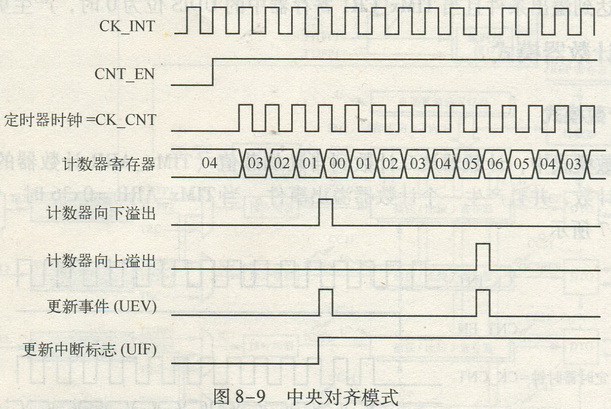 CK_INT
CNT_EN
定时器时钟=CK_CNT
计数器寄存器 04 03 02 01 00 01 02 03 04 05 06 05 04 03
计数器向下溢出
计数器向上溢出
更新事件 (UEV)
更新中断标志 (UIF)
图8-9 中央对齐模式